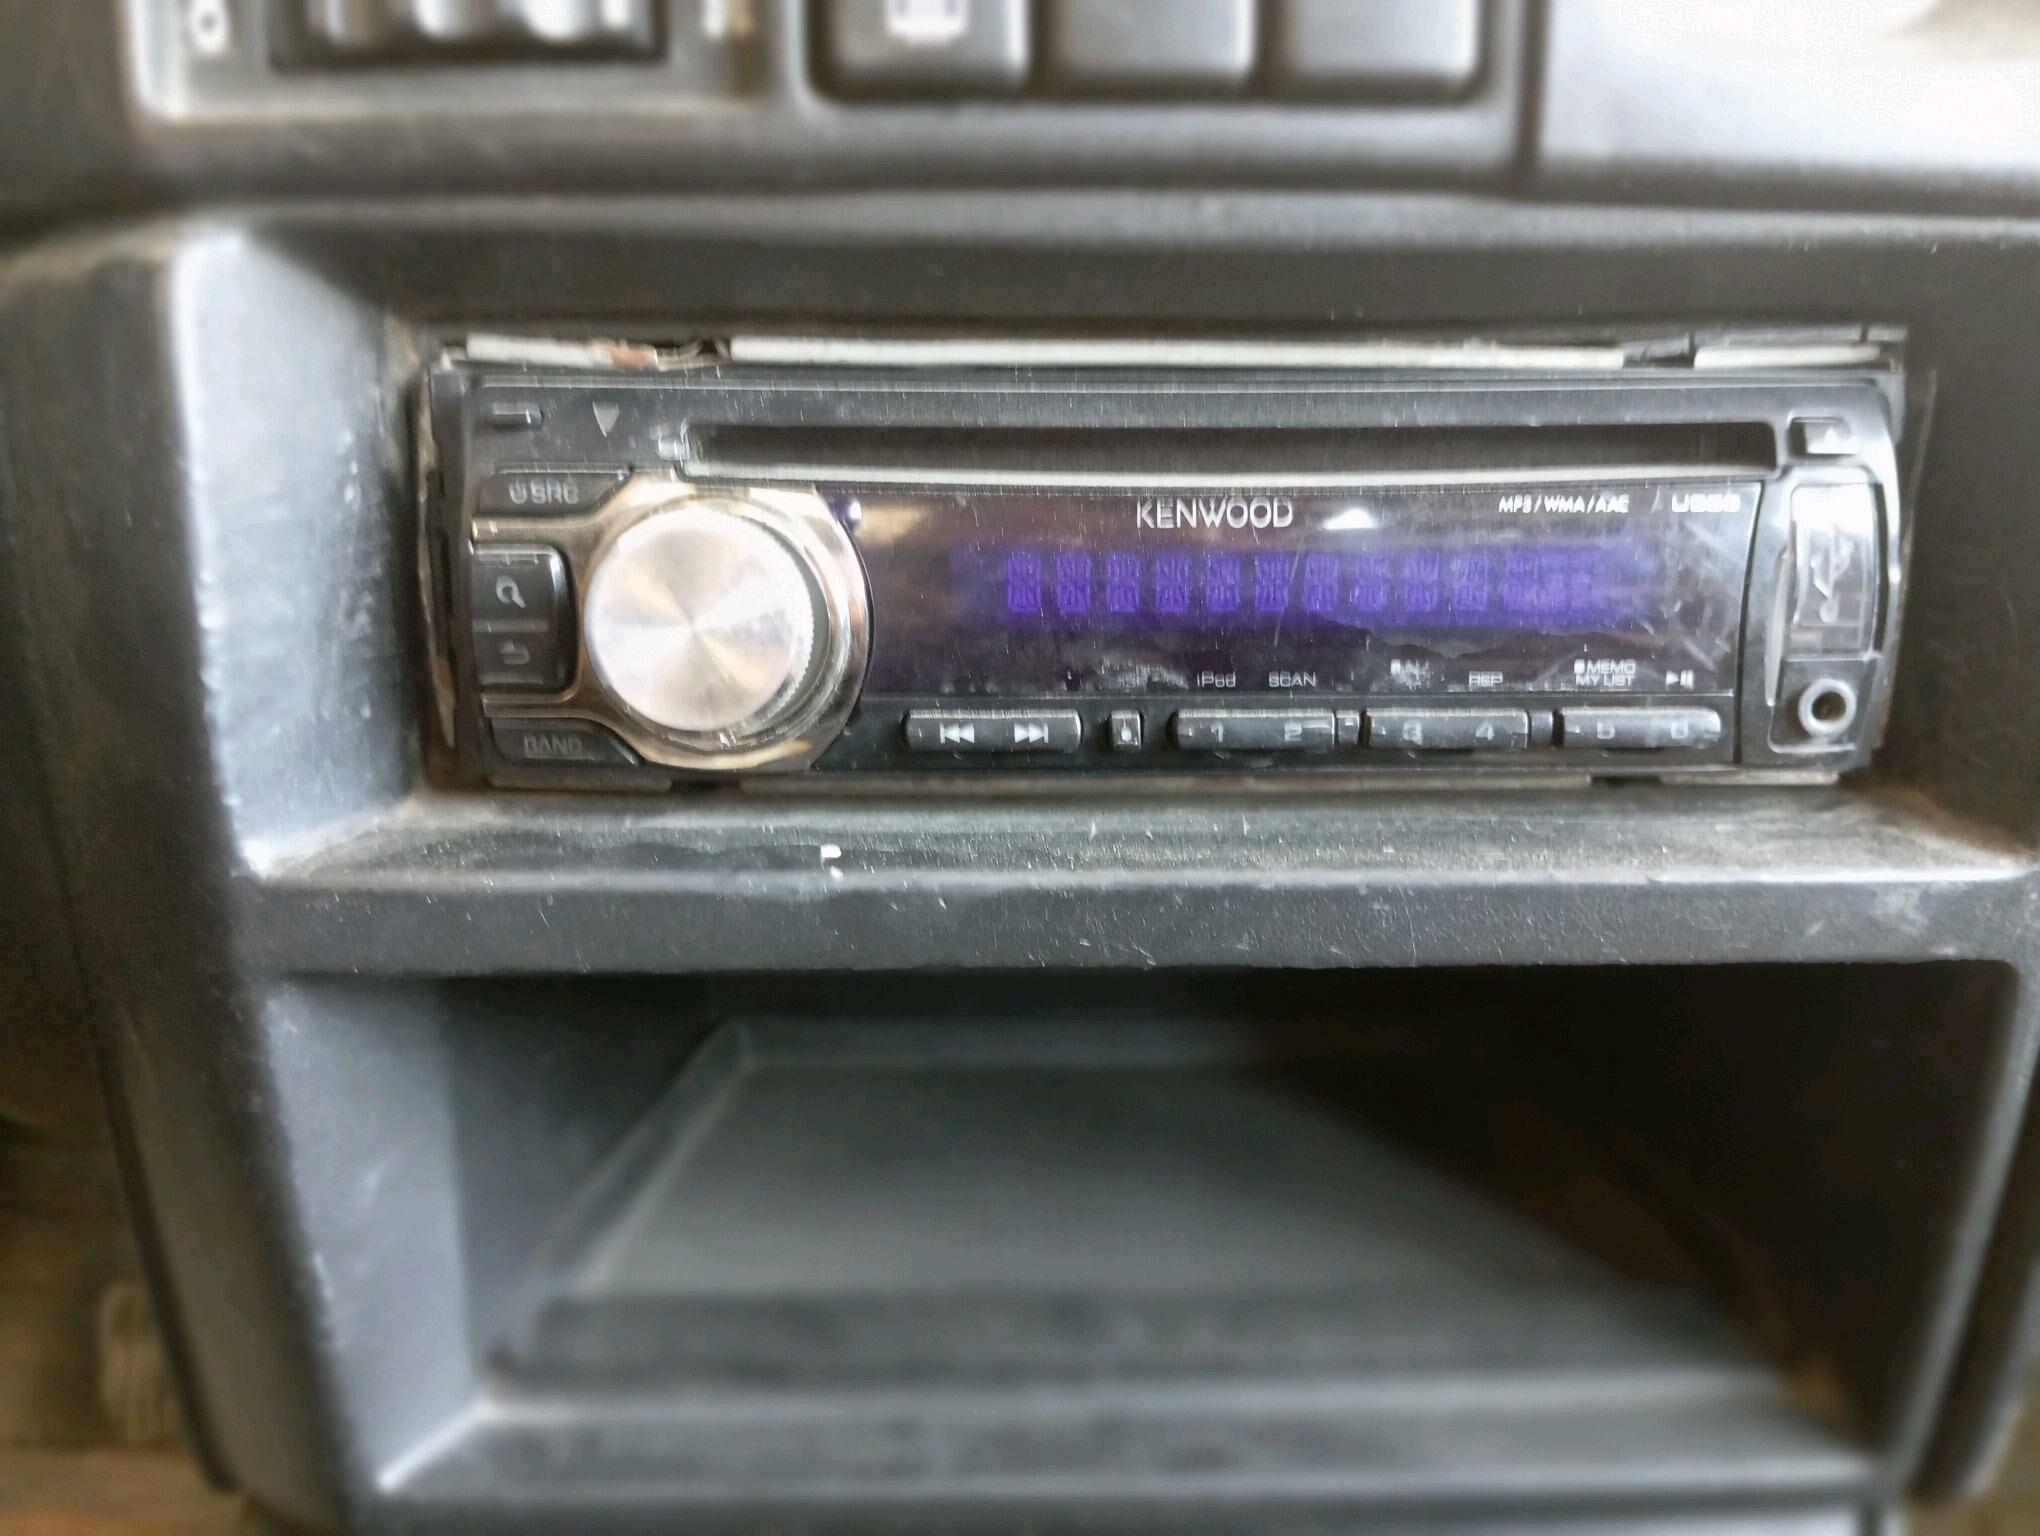 SRC
KENWOOD
MP3/WMA/AAC
BAND
iPod
SCAN
REP
MEMO
MY LIST
1
2
3
4
5
6